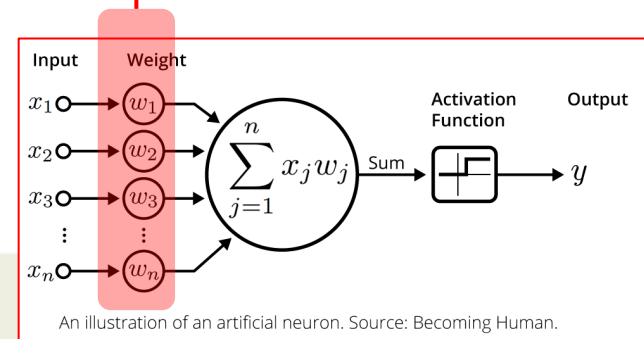 Input Weight
Activation Function Output
x₁ w₁
x₂ w₂
x₃ w₃
⋮ ⋮
xₙ wₙ
n
∑ xⱼwⱼ
j=1
Sum
y
An illustration of an artificial neuron. Source: Becoming Human.